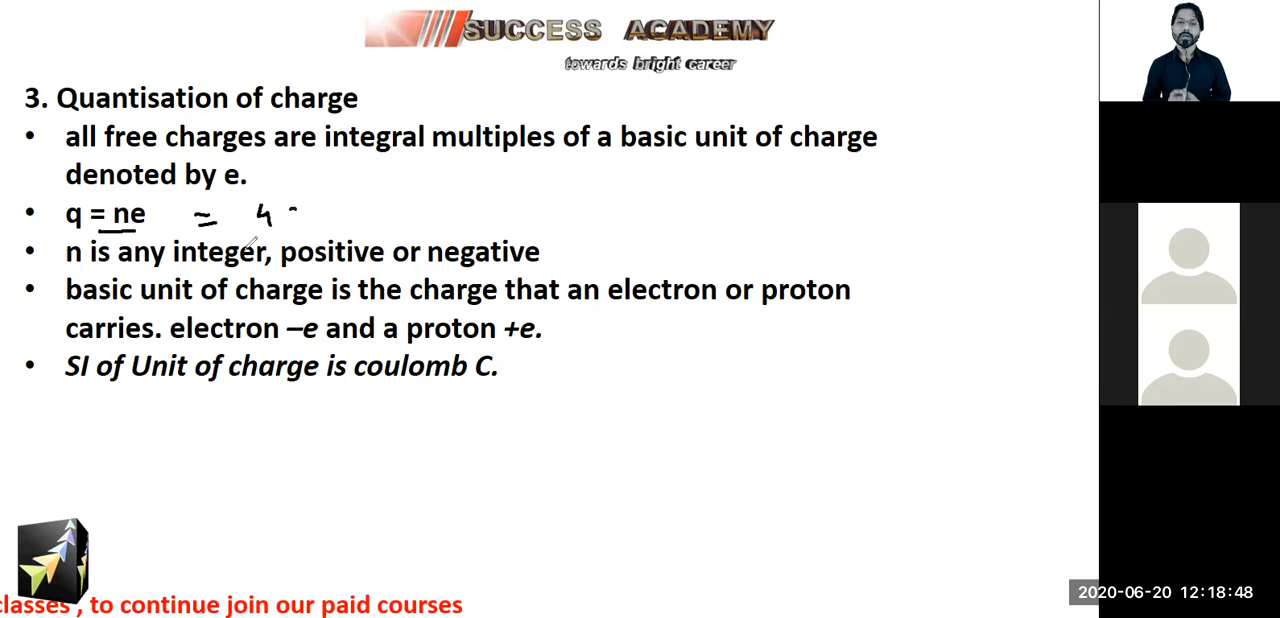 SUCCESS ACADEMY
towards bright career
3. Quantisation of charge
• all free charges are integral multiples of a basic unit of charge
denoted by e.
• q = ne = 4
• n is any integer, positive or negative
• basic unit of charge is the charge that an electron or proton
carries. electron –e and a proton +e.
• SI of Unit of charge is coulomb C.
classes , to continue join our paid courses
2020-06-20 12:18:48